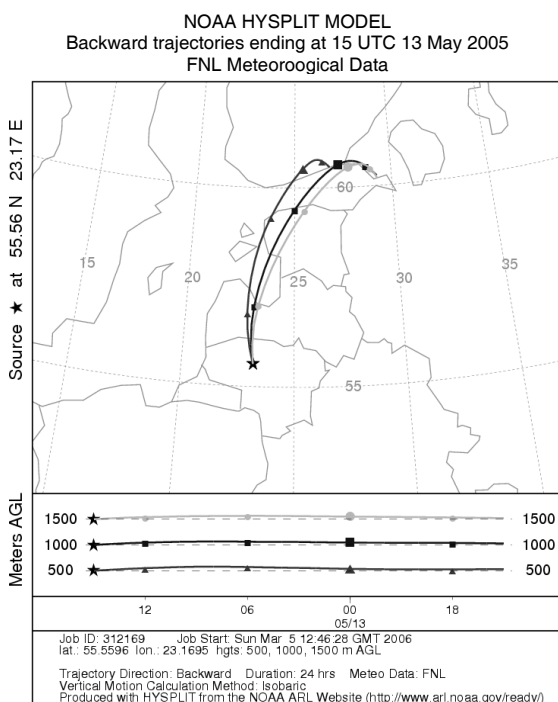 NOAA HYSPLIT MODEL
Backward trajectories ending at 15 UTC 13 May 2005
FNL Meteoroogical Data
Source ★ at 55.56 N 23.17 E
15
20
25
30
35
60
55
Meters AGL
1500 1500
1000 1000
500 500
12 06 00 18
05/13
Job ID: 312169 Job Start: Sun Mar 5 12:46:28 GMT 2006
lat.: 55.5596 lon.: 23.1695 hgts: 500, 1000, 1500 m AGL
Trajectory Direction: Backward Duration: 24 hrs Meteo Data: FNL
Vertical Motion Calculation Method: Isobaric
Produced with HYSPLIT from the NOAA ARL Website (http://www.arl.noaa.gov/ready/)